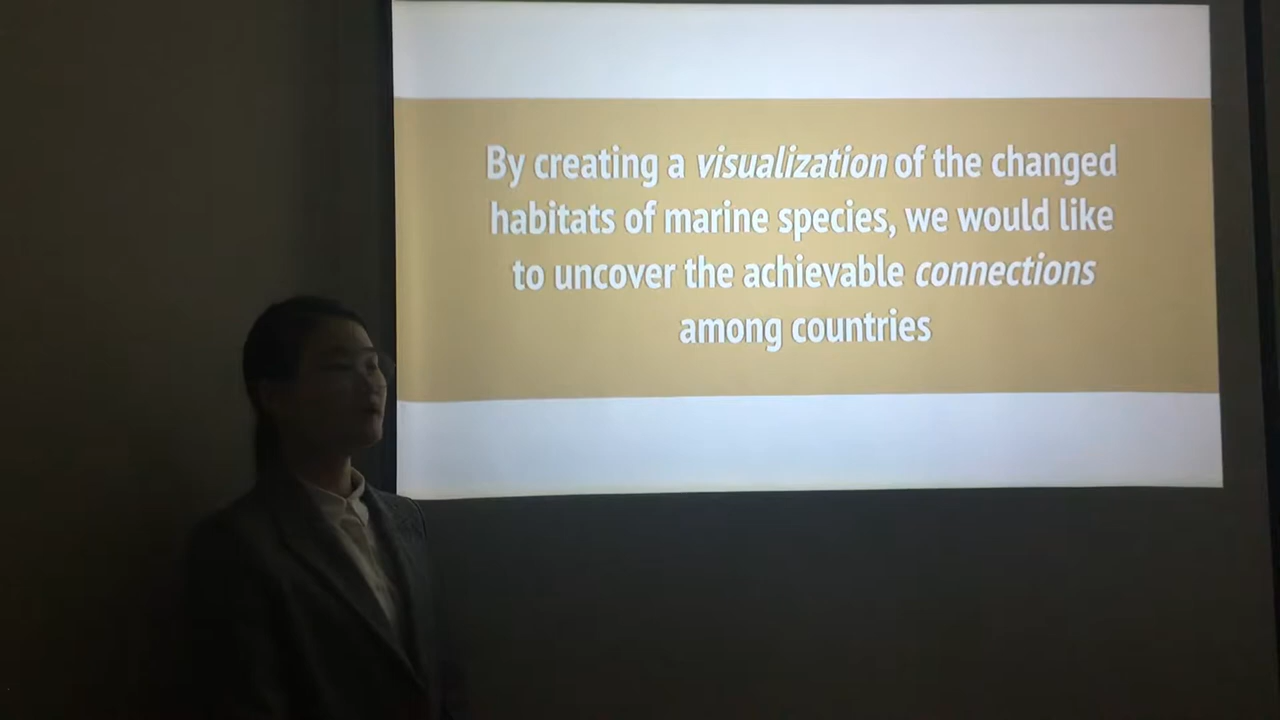 By creating a visualization of the changed
habitats of marine species, we would like
to uncover the achievable connections
among countries